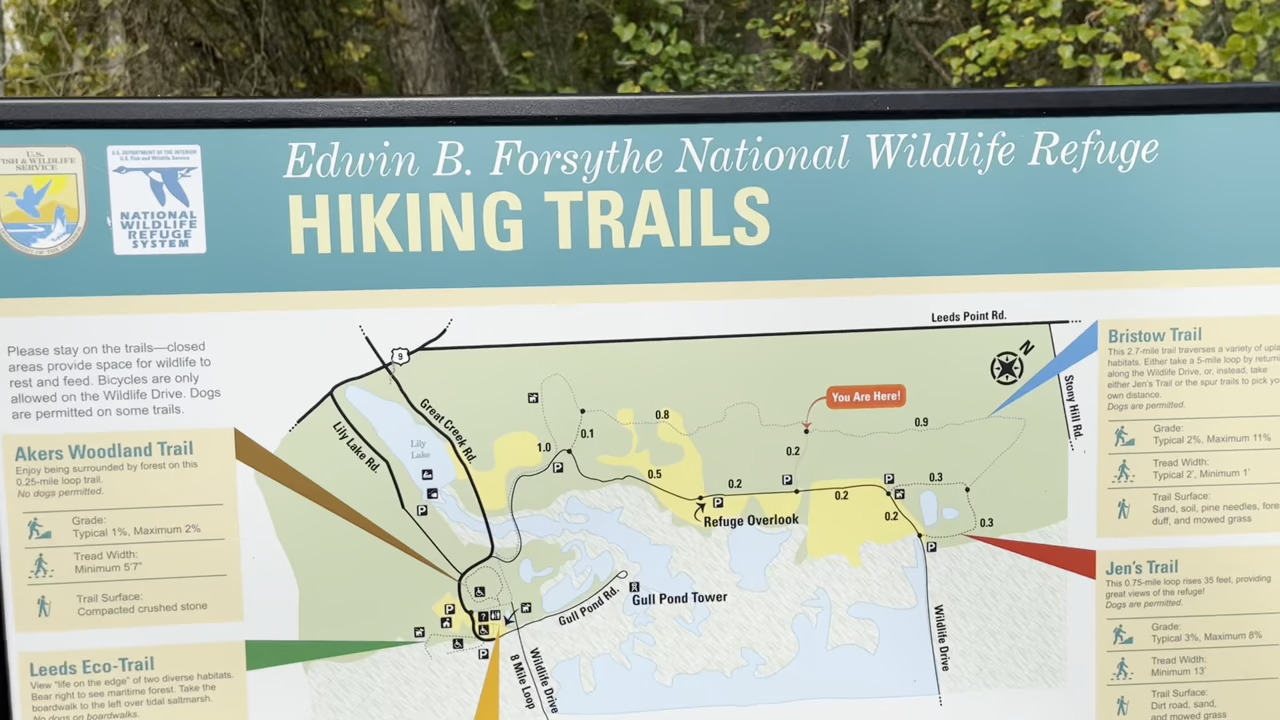 U.S.
FISH & WILDLIFE
SERVICE
U.S. DEPARTMENT OF THE INTERIOR
U.S. Fish and Wildlife Service
NATIONAL
WILDLIFE
REFUGE
SYSTEM
Edwin B. Forsythe National Wildlife Refuge
HIKING TRAILS
Please stay on the trails—closed
areas provide space for wildlife to
rest and feed. Bicycles are only
allowed on the Wildlife Drive. Dogs
are permitted on some trails.
Akers Woodland Trail
Enjoy being surrounded by forest on this
0.25-mile loop trail.
No dogs permitted.
Grade:
Typical 1%, Maximum 2%
Tread Width:
Minimum 5'7"
Trail Surface:
Compacted crushed stone
Leeds Eco-Trail
View "life on the edge" of two diverse habitats.
Bear right to see maritime forest. Take the
boardwalk to the left over tidal saltmarsh.
No dogs on boardwalks.
9
Leeds Point Rd.
N
Stony Hill Rd.
Great Creek Rd.
Lily Lake Rd.
Lily
Lake
You Are Here!
0.8
0.9
0.1
1.0
0.2
0.5
0.2
0.2
0.3
0.2
0.3
P
P
P
P
P
P
P
P
?
Refuge Overlook
Gull Pond Tower
Gull Pond Rd.
Wildlife Drive
8 Mile Loop
Wildlife Drive
Bristow Trail
This 2.7-mile trail traverses a variety of
habitats. Either take a 5-mile loop by
along the Wildlife Drive, or, instead, take
either Jen's Trail or the spur trails to pick
own distance.
Dogs are permitted.
Grade:
Typical 2%, Maximum 11%
Tread Width:
Typical 2', Minimum 1'
Trail Surface:
Sand, soil, pine needles,
duff, and mowed grass
Jen's Trail
This 0.75-mile loop rises 35 feet, providing
great views of the refuge!
Dogs are permitted.
Grade:
Typical 3%, Maximum 8%
Tread Width:
Minimum 13'
Trail Surface:
Dirt road, sand,
and mowed grass